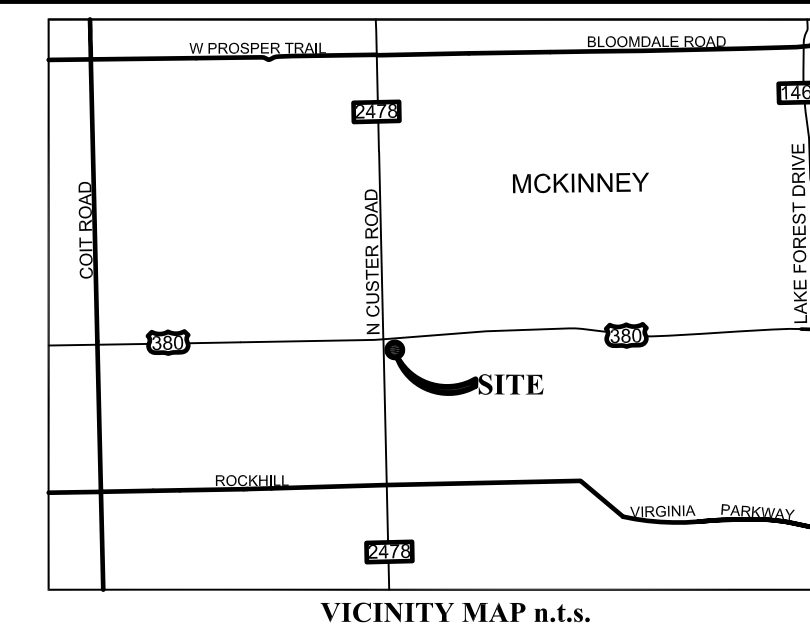 W PROSPER TRAIL
BLOOMDALE ROAD
2478
146
MCKINNEY
COIT ROAD
N CUSTER ROAD
LAKE FOREST DRIVE
380
380
SITE
ROCKHILL
VIRGINIA PARKWAY
2478
VICINITY MAP n.t.s.